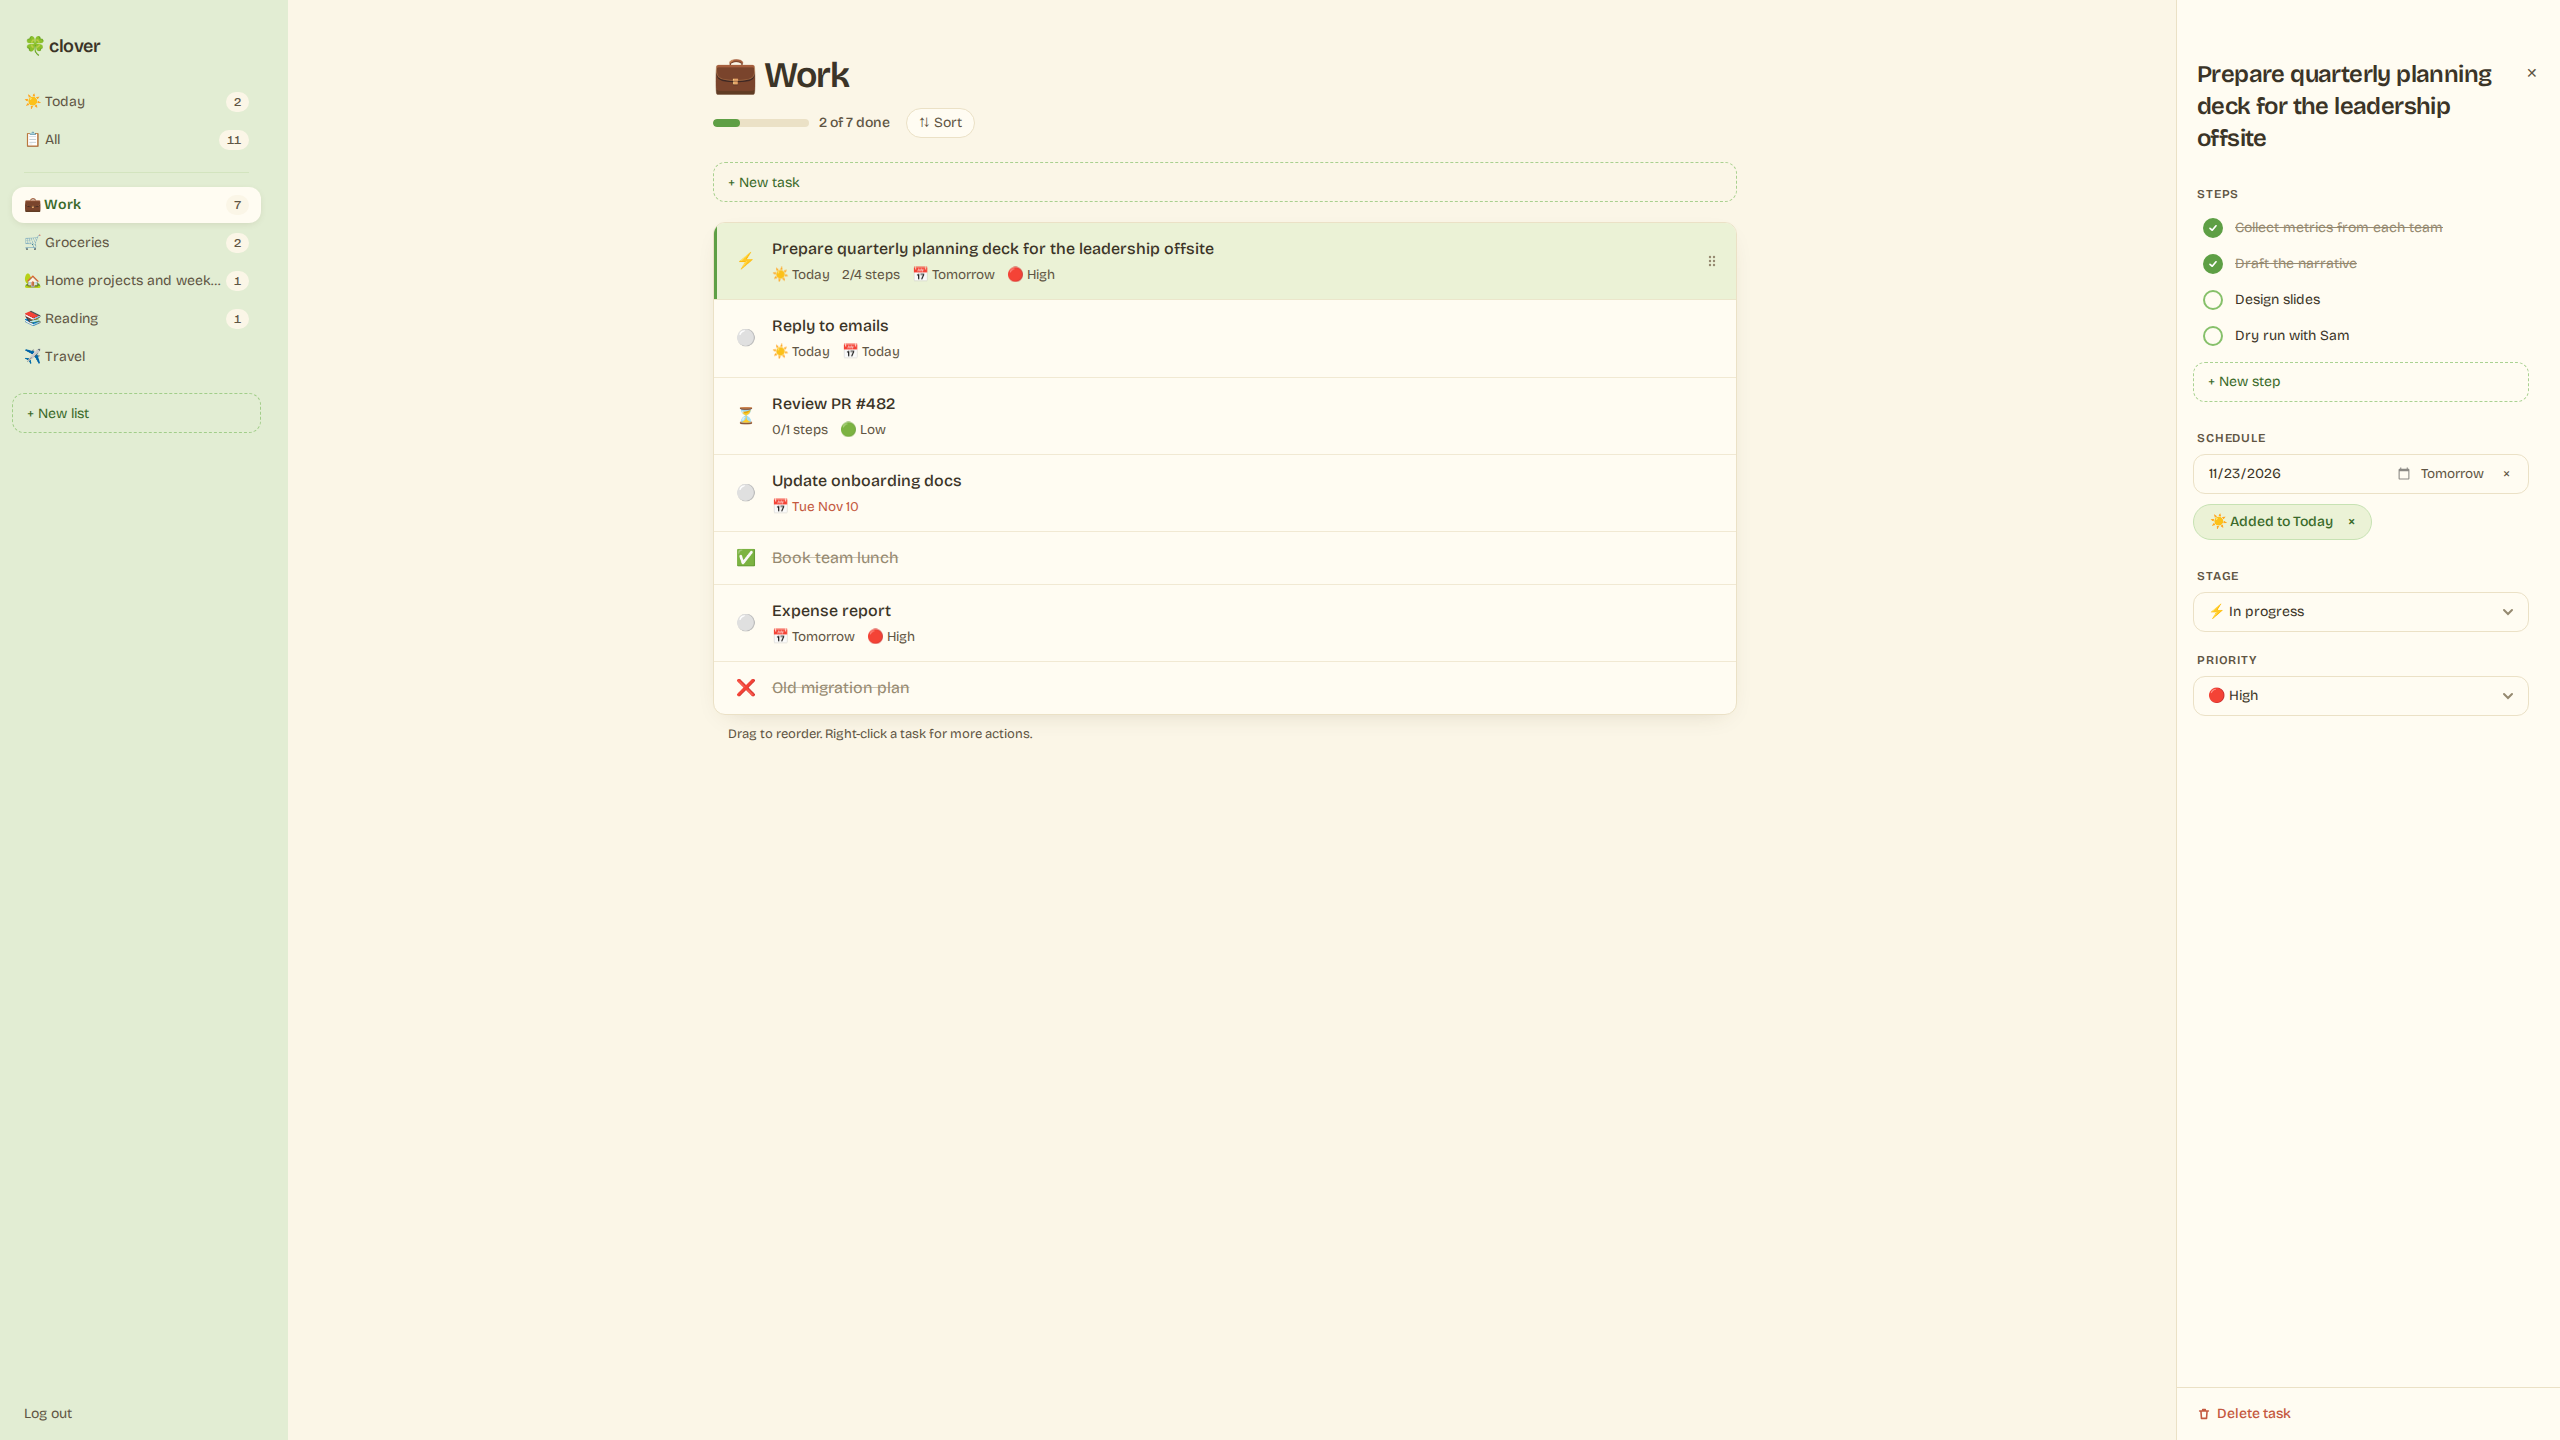 🍀 clover
☀️ Today 2
📋 All 11
💼 Work 7
🛒 Groceries 2
🏡 Home projects and week... 1
📚 Reading 1
✈️ Travel
+ New list
Log out
💼 Work
2 of 7 done
↑↓ Sort
+ New task
⚡ Prepare quarterly planning deck for the leadership offsite
☀️ Today 2/4 steps 📅 Tomorrow 🔴 High
Reply to emails
☀️ Today 📅 Today
Review PR #482
0/1 steps 🟢 Low
Update onboarding docs
📅 Tue Nov 10
✅ Book team lunch
Expense report
📅 Tomorrow 🔴 High
❌ Old migration plan
Drag to reorder. Right-click a task for more actions.
Prepare quarterly planning
deck for the leadership
offsite
×
STEPS
Collect metrics from each team
Draft the narrative
Design slides
Dry run with Sam
+ New step
SCHEDULE
11/23/2026 Tomorrow ×
☀️ Added to Today ×
STAGE
⚡ In progress
PRIORITY
🔴 High
Delete task